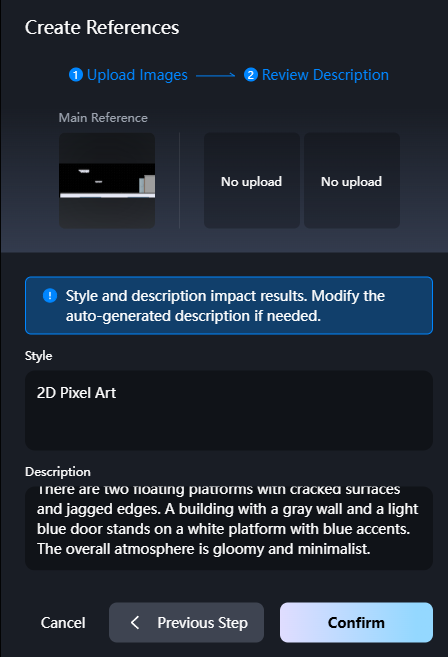 Create References
1 Upload Images
2 Review Description
Main Reference
No upload
No upload
Style and description impact results. Modify the
auto-generated description if needed.
Style
2D Pixel Art
Description
There are two floating platforms with cracked surfaces
and jagged edges. A building with a gray wall and a light
blue door stands on a white platform with blue accents.
The overall atmosphere is gloomy and minimalist.
Cancel
Previous Step
Confirm